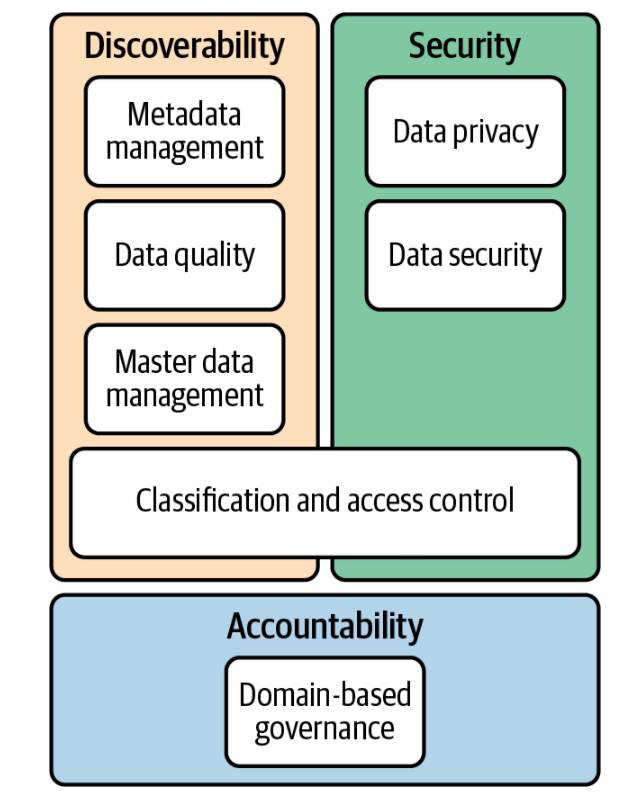 Discoverability
Metadata
management
Data quality
Master data
management
Security
Data privacy
Data security
Classification and access control
Accountability
Domain-based
governance